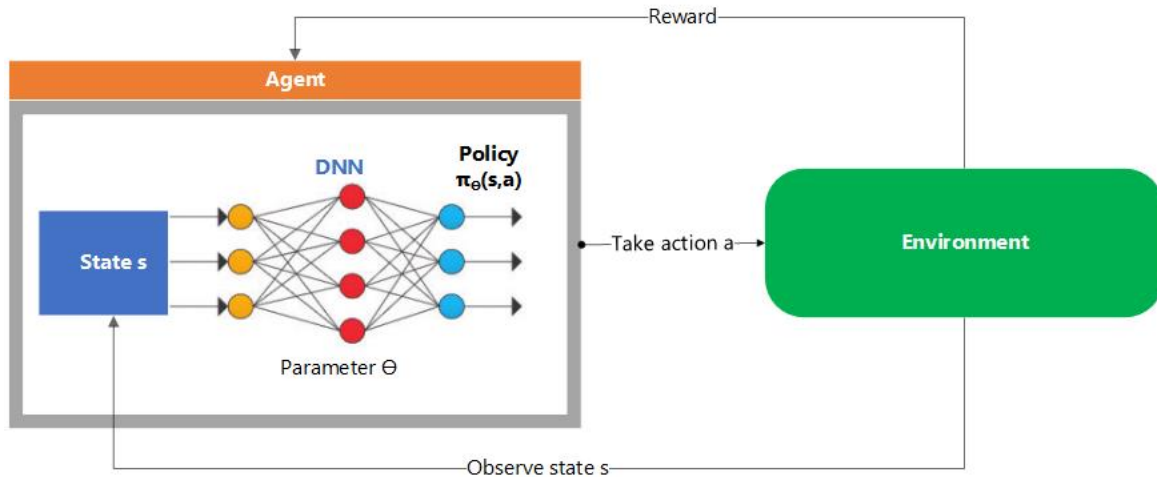 Reward
Agent
DNN
Policy
πϴ(s,a)
State s
Parameter ϴ
Take action a
Environment
Observe state s